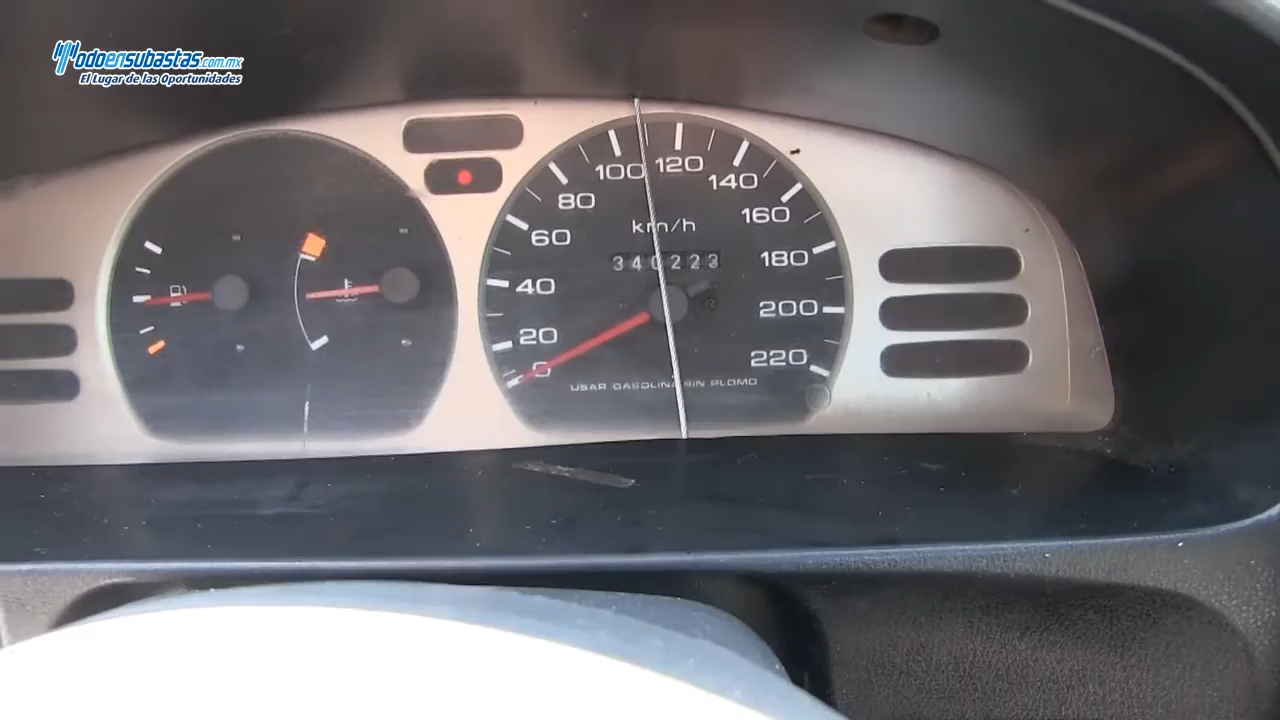 Todoensubastas.com.mx
El Lugar de las Oportunidades
100 120
80 140
60 km/h 160
340223 180
40
200
20
0 220
USAR GASOLINA SIN PLOMO